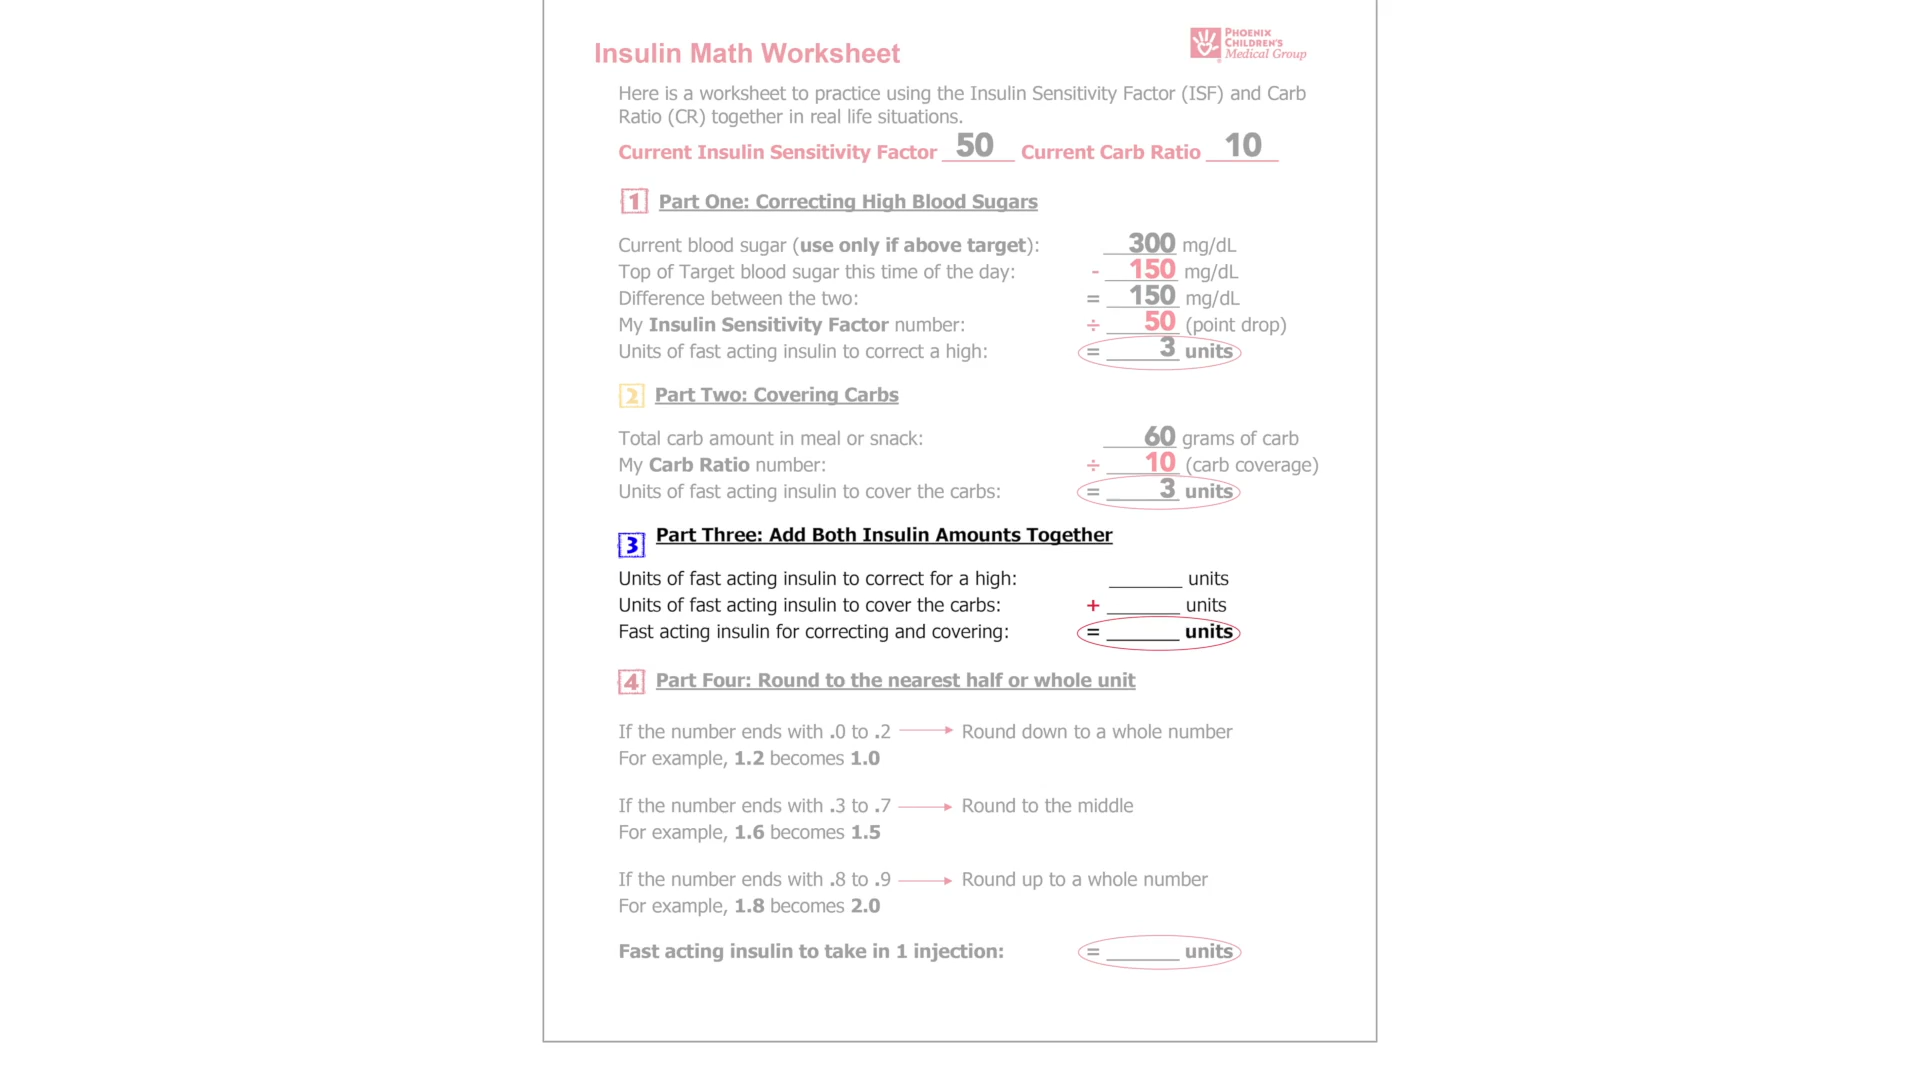 PHOENIX
CHILDREN'S
Medical Group
Insulin Math Worksheet
Here is a worksheet to practice using the Insulin Sensitivity Factor (ISF) and Carb
Ratio (CR) together in real life situations.
Current Insulin Sensitivity Factor 50 Current Carb Ratio 10
1 Part One: Correcting High Blood Sugars
Current blood sugar (use only if above target): 300 mg/dL
Top of Target blood sugar this time of the day: - 150 mg/dL
Difference between the two: = 150 mg/dL
My Insulin Sensitivity Factor number: ÷ 50 (point drop)
Units of fast acting insulin to correct a high: = 3 units
2 Part Two: Covering Carbs
Total carb amount in meal or snack: 60 grams of carb
My Carb Ratio number: ÷ 10 (carb coverage)
Units of fast acting insulin to cover the carbs: = 3 units
3 Part Three: Add Both Insulin Amounts Together
Units of fast acting insulin to correct for a high: _______ units
Units of fast acting insulin to cover the carbs: + _______ units
Fast acting insulin for correcting and covering: = _______ units
4 Part Four: Round to the nearest half or whole unit
If the number ends with .0 to .2 → Round down to a whole number
For example, 1.2 becomes 1.0
If the number ends with .3 to .7 → Round to the middle
For example, 1.6 becomes 1.5
If the number ends with .8 to .9 → Round up to a whole number
For example, 1.8 becomes 2.0
Fast acting insulin to take in 1 injection: = _______ units